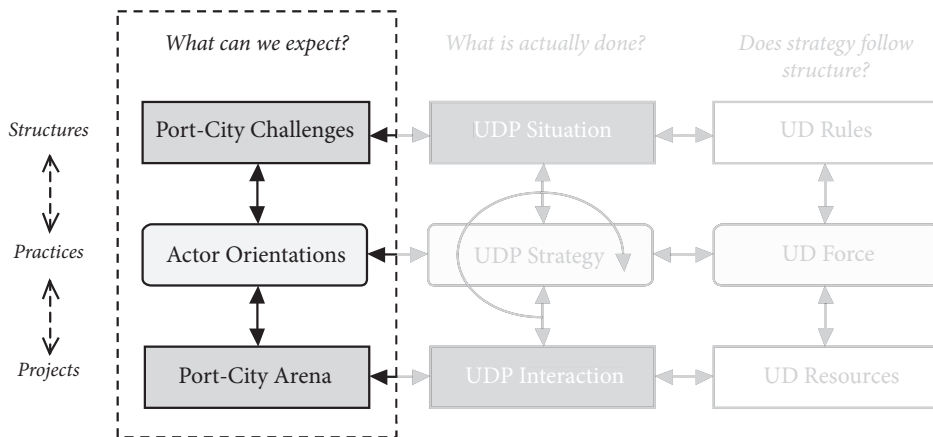 What can we expect?
What is actually done?
Does strategy follow
structure?
Structures
Port-City Challenges
UDP Situation
UD Rules
Practices
Actor Orientations
UDP Strategy
UD Force
Projects
Port-City Arena
UDP Interaction
UD Resources